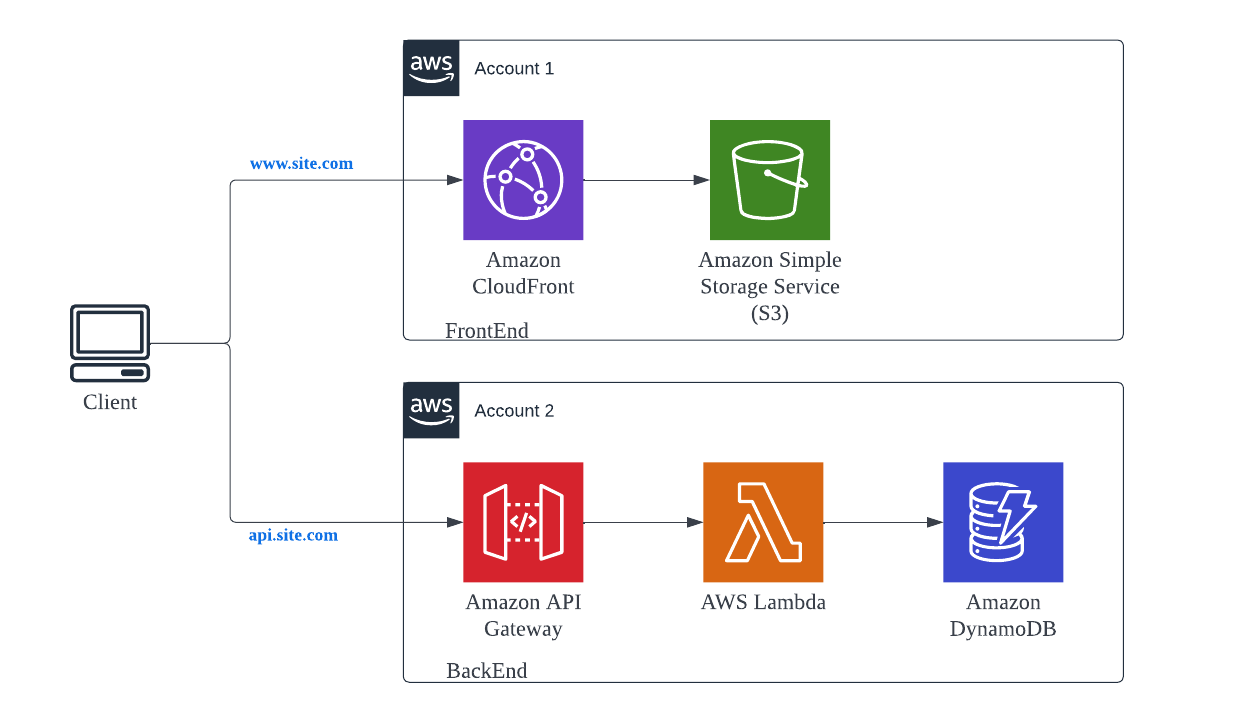 aws
Account 1
www.site.com
Amazon
CloudFront
Amazon Simple
Storage Service
(S3)
FrontEnd
Client
aws
Account 2
api.site.com
</>
Amazon API
Gateway
AWS Lambda
Amazon
DynamoDB
BackEnd